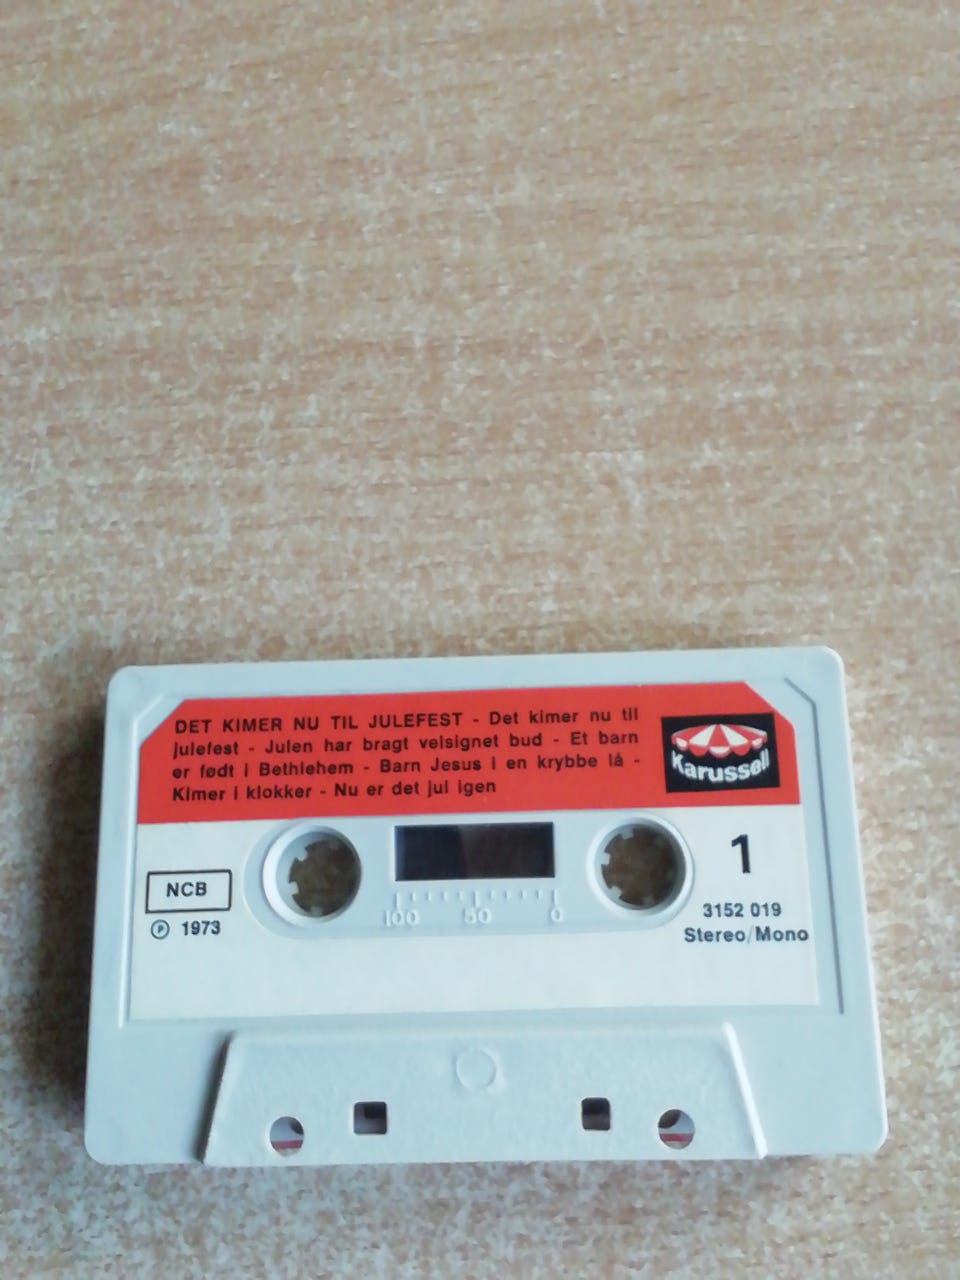 DET KIMER NU TIL JULEFEST - Det kimer nu til
julefest - Julen har bragt velsignet bud - Et barn
er født i Bethlehem - Barn Jesus i en krybbe lå -
Kimer i klokker - Nu er det jul igen
Karussell
1
NCB
Ⓟ 1973
100 50 0
3152 019
Stereo/Mono